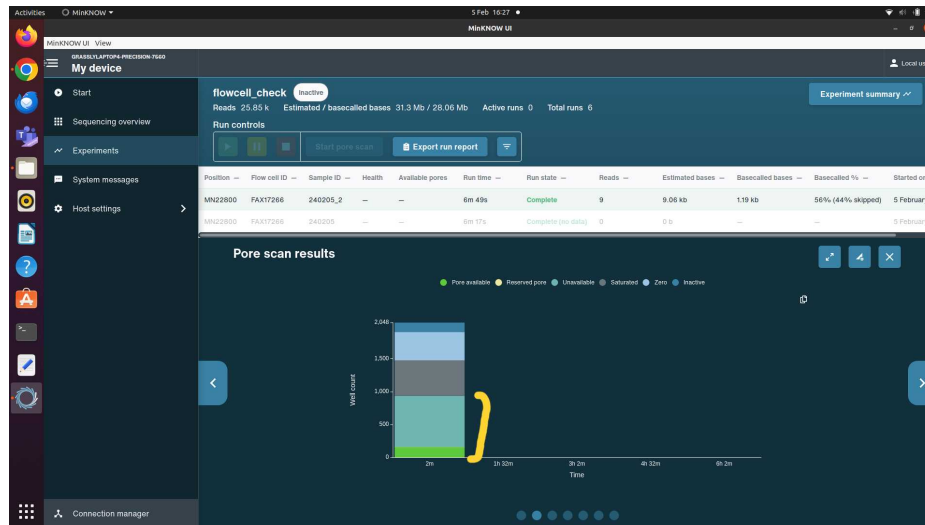 Activities
MinKNOW
5 Feb 16:27
MinKNOW UI
MinKNOW UI View
GRASSLYLAPTOP4-PRECISION-7560
My device
Local us
Start
Sequencing overview
Experiments
System messages
Host settings
Connection manager
flowcell_check Inactive
Experiment summary
Reads 25.85 k Estimated / basecalled bases 31.3 Mb / 28.06 Mb Active runs 0 Total runs 6
Run controls
Start pore scan
Export run report
Position Flow cell ID Sample ID Health Available pores Run time Run state Reads Estimated bases Basecalled bases Basecalled % Started on
MN22800 FAX17266 240205_2 — — 6m 49s Complete 9 9.06 kb 1.19 kb 56% (44% skipped) 5 Februar
MN22800 FAX17266 240205 — — 6m 17s Complete (no data) 0 0 b — — 5 Februar
Pore scan results
Pore available Reserved pore Unavailable Saturated Zero Inactive
2,048
1,500
1,000
500
0
Well count
2m 1h 32m 3h 2m 4h 32m 6h 2m
Time